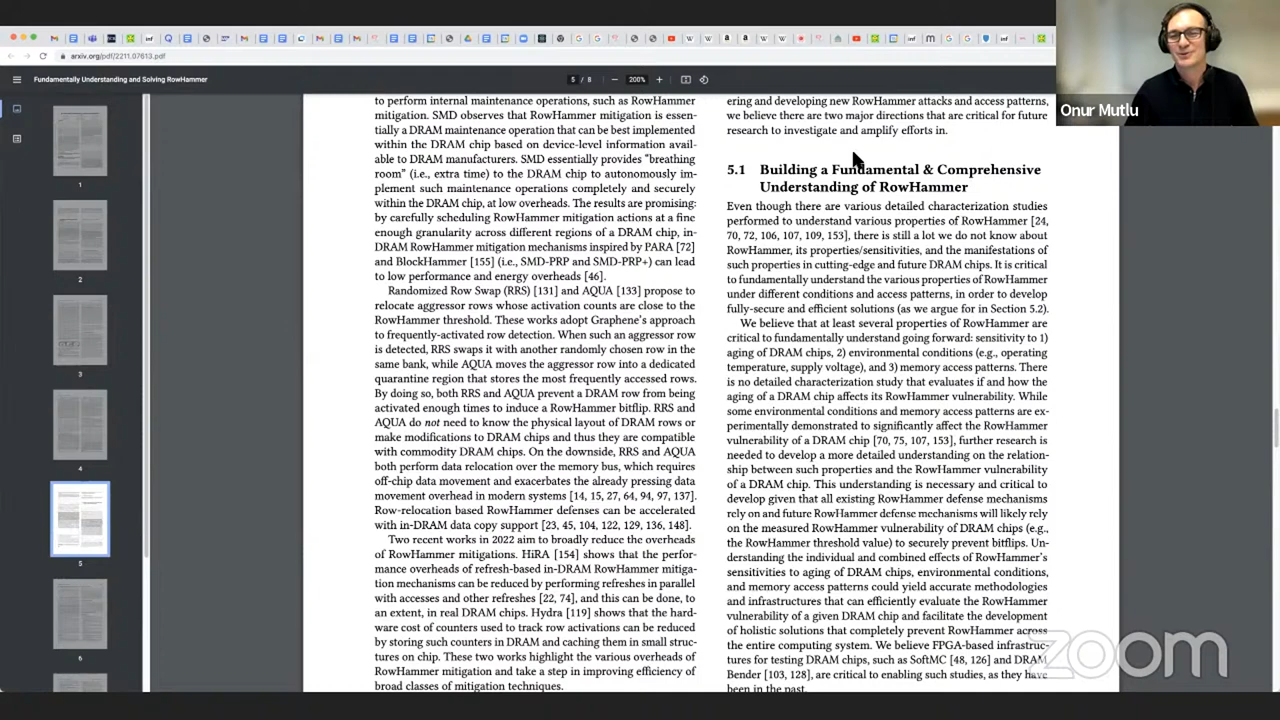 arxiv.org/pdf/2211.07613.pdf
Fundamentally Understanding and Solving RowHammer
5 / 8
200%
Onur Mutlu
1
2
3
4
5
6
to perform internal maintenance operations, such as RowHammer
mitigation. SMD observes that RowHammer mitigation is essen-
tially a DRAM maintenance operation that can be best implemented
within the DRAM chip based on device-level information avail-
able to DRAM manufacturers. SMD essentially provides “breathing
room” (i.e., extra time) to the DRAM chip to autonomously im-
plement such maintenance operations completely and securely
within the DRAM chip, at low overheads. The results are promising:
by carefully scheduling RowHammer mitigation actions at a fine
enough granularity across different regions of a DRAM chip, in-
DRAM RowHammer mitigation mechanisms inspired by PARA [72]
and BlockHammer [155] (i.e., SMD-PRP and SMD-PRP+) can lead
to low performance and energy overheads [46].
Randomized Row Swap (RRS) [131] and AQUA [133] propose to
relocate aggressor rows whose activation counts are close to the
RowHammer threshold. These works adopt Graphene’s approach
to frequently-activated row detection. When such an aggressor row
is detected, RRS swaps it with another randomly chosen row in the
same bank, while AQUA moves the aggressor row into a dedicated
quarantine region that stores the most frequently accessed rows.
By doing so, both RRS and AQUA prevent a DRAM row from being
activated enough times to induce a RowHammer bitflip. RRS and
AQUA do not need to know the physical layout of DRAM rows or
make modifications to DRAM chips and thus they are compatible
with commodity DRAM chips. On the downside, RRS and AQUA
both perform data relocation over the memory bus, which requires
off-chip data movement and exacerbates the already pressing data
movement overhead in modern systems [14, 15, 27, 64, 94, 97, 137].
Row-relocation based RowHammer defenses can be accelerated
with in-DRAM data copy support [23, 45, 104, 122, 129, 136, 148].
Two recent works in 2022 aim to broadly reduce the overheads
of RowHammer mitigations. HiRA [154] shows that the perfor-
mance overheads of refresh-based in-DRAM RowHammer mitiga-
tion mechanisms can be reduced by performing refreshes in parallel
with accesses and other refreshes [22, 74], and this can be done, to
an extent, in real DRAM chips. Hydra [119] shows that the hard-
ware cost of counters used to track row activations can be reduced
by storing such counters in DRAM and caching them in small struc-
tures on chip. These two works highlight the various overheads of
RowHammer mitigation and take a step in improving efficiency of
broad classes of mitigation techniques.
ering and developing new RowHammer attacks and access patterns,
we believe there are two major directions that are critical for future
research to investigate and amplify efforts in.
5.1 Building a Fundamental & Comprehensive
Understanding of RowHammer
Even though there are various detailed characterization studies
performed to understand various properties of RowHammer [24,
70, 72, 106, 107, 109, 153], there is still a lot we do not know about
RowHammer, its properties/sensitivities, and the manifestations of
such properties in cutting-edge and future DRAM chips. It is critical
to fundamentally understand the various properties of RowHammer
under different conditions and access patterns, in order to develop
fully-secure and efficient solutions (as we argue for in Section 5.2).
We believe that at least several properties of RowHammer are
critical to fundamentally understand going forward: sensitivity to 1)
aging of DRAM chips, 2) environmental conditions (e.g., operating
temperature, supply voltage), and 3) memory access patterns. There
is no detailed characterization study that evaluates if and how the
aging of a DRAM chip affects its RowHammer vulnerability. While
some environmental conditions and memory access patterns are ex-
perimentally demonstrated to significantly affect the RowHammer
vulnerability of a DRAM chip [70, 75, 107, 153], further research is
needed to develop a more detailed understanding on the relation-
ship between such properties and the RowHammer vulnerability
of a DRAM chip. This understanding is necessary and critical to
develop given that all existing RowHammer defense mechanisms
rely on and future RowHammer defense mechanisms will likely rely
on the measured RowHammer vulnerability of DRAM chips (e.g.,
the RowHammer threshold value) to securely prevent bitflips. Un-
derstanding the individual and combined effects of RowHammer’s
sensitivities to aging of DRAM chips, environmental conditions,
and memory access patterns could yield accurate methodologies
and infrastructures that can efficiently evaluate the RowHammer
vulnerability of a given DRAM chip and facilitate the development
of holistic solutions that completely prevent RowHammer across
the entire computing system. We believe FPGA-based infrastruc-
tures for testing DRAM chips, such as SoftMC [48, 126] and DRAM
Bender [103, 128], are critical to enabling such studies, as they have
been in the past.
zoom